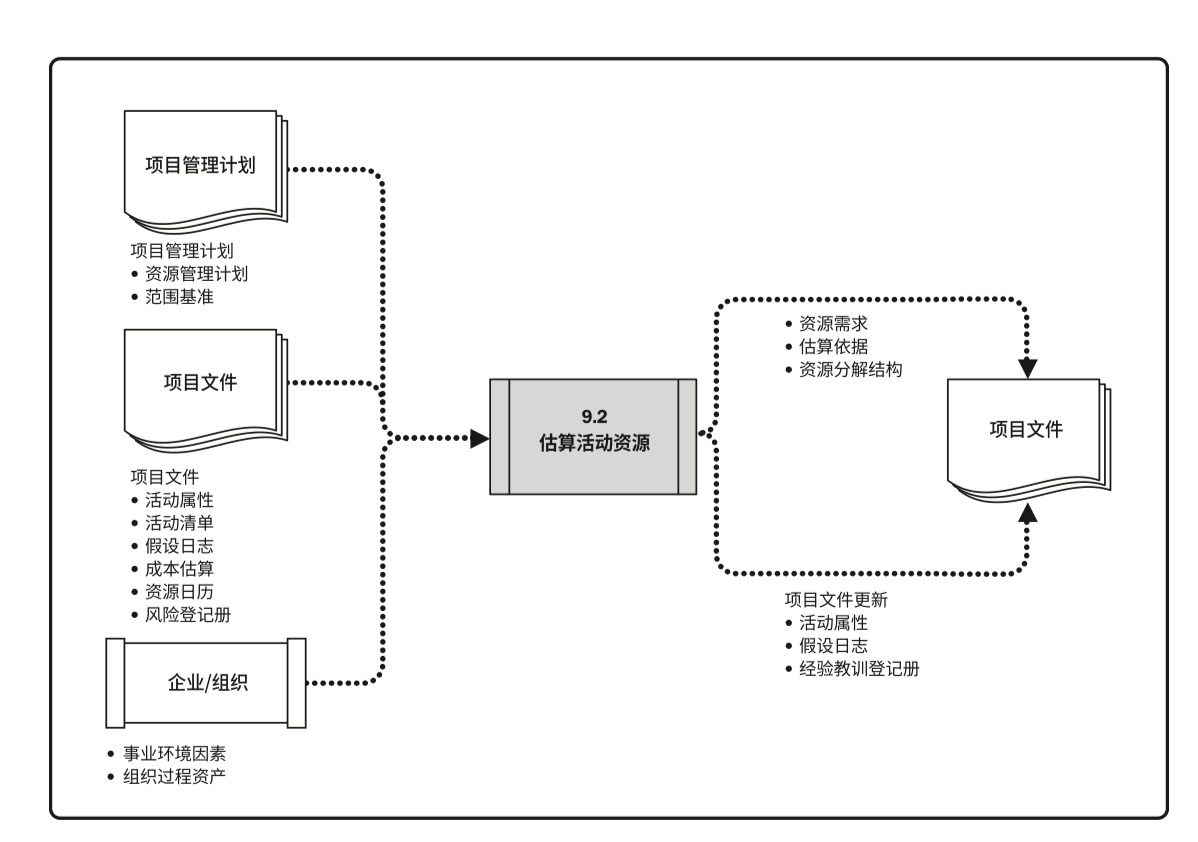 项目管理计划
项目管理计划
• 资源管理计划
• 范围基准
项目文件
项目文件
• 活动属性
• 活动清单
• 假设日志
• 成本估算
• 资源日历
• 风险登记册
企业/组织
• 事业环境因素
• 组织过程资产
9.2
估算活动资源
• 资源需求
• 估算依据
• 资源分解结构
项目文件
项目文件更新
• 活动属性
• 假设日志
• 经验教训登记册